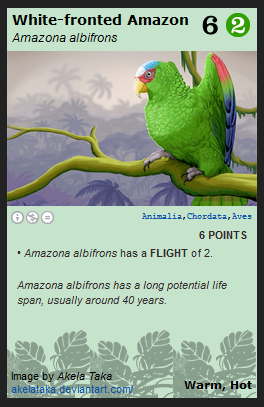 White-fronted Amazon 6 2
Amazona albifrons
Animalia,Chordata,Aves
6 POINTS
• Amazona albifrons has a FLIGHT of 2.
Amazona albifrons has a long potential life
span, usually around 40 years.
Image by Akela Taka
akelataka.deviantart.com/
Warm, Hot